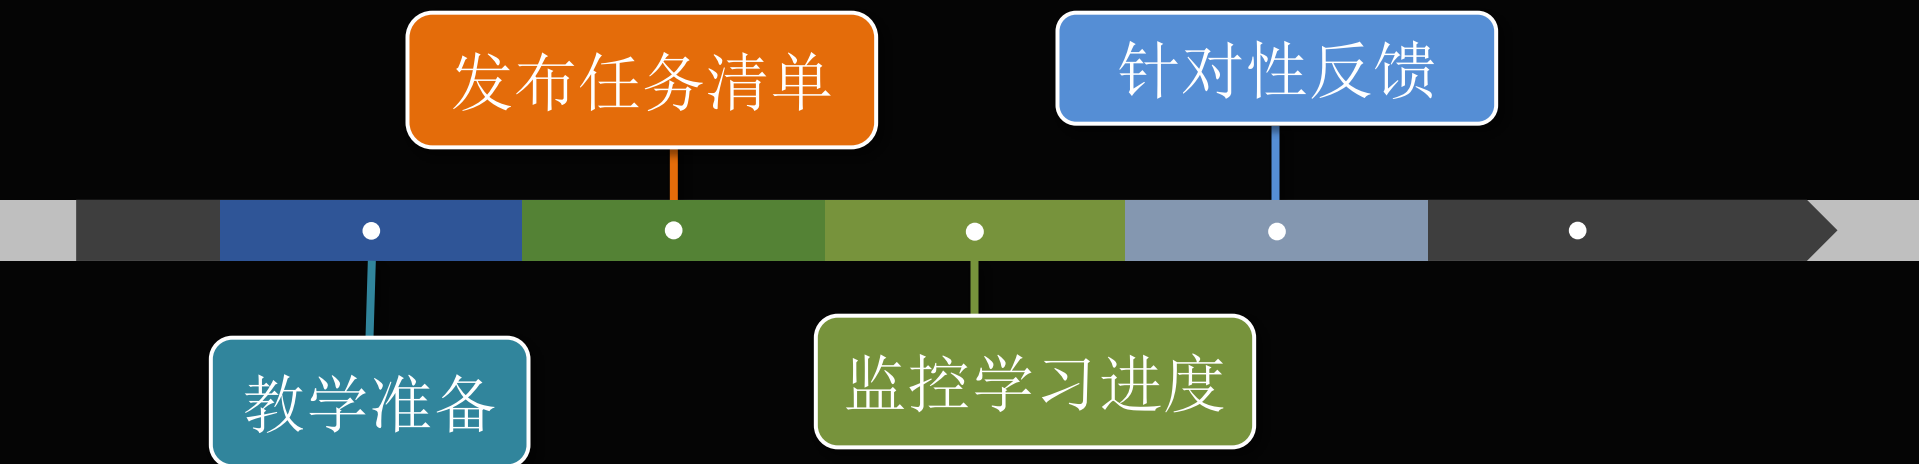 发布任务清单
针对性反馈
教学准备
监控学习进度